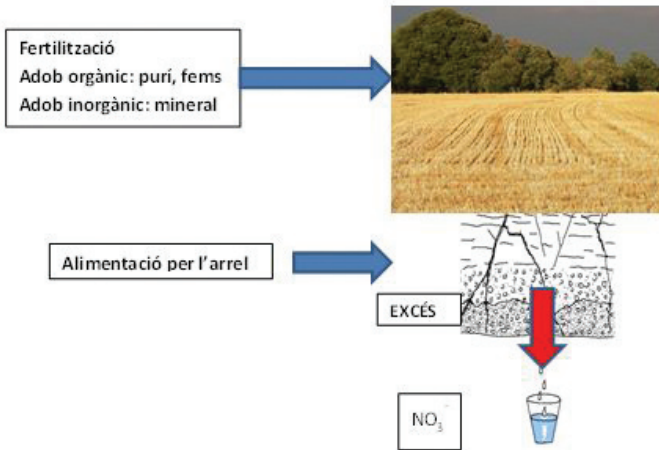 Fertilització
Adob orgànic: purí, fems
Adob inorgànic: mineral
Alimentació per l'arrel
EXCÉS
NO₃⁻